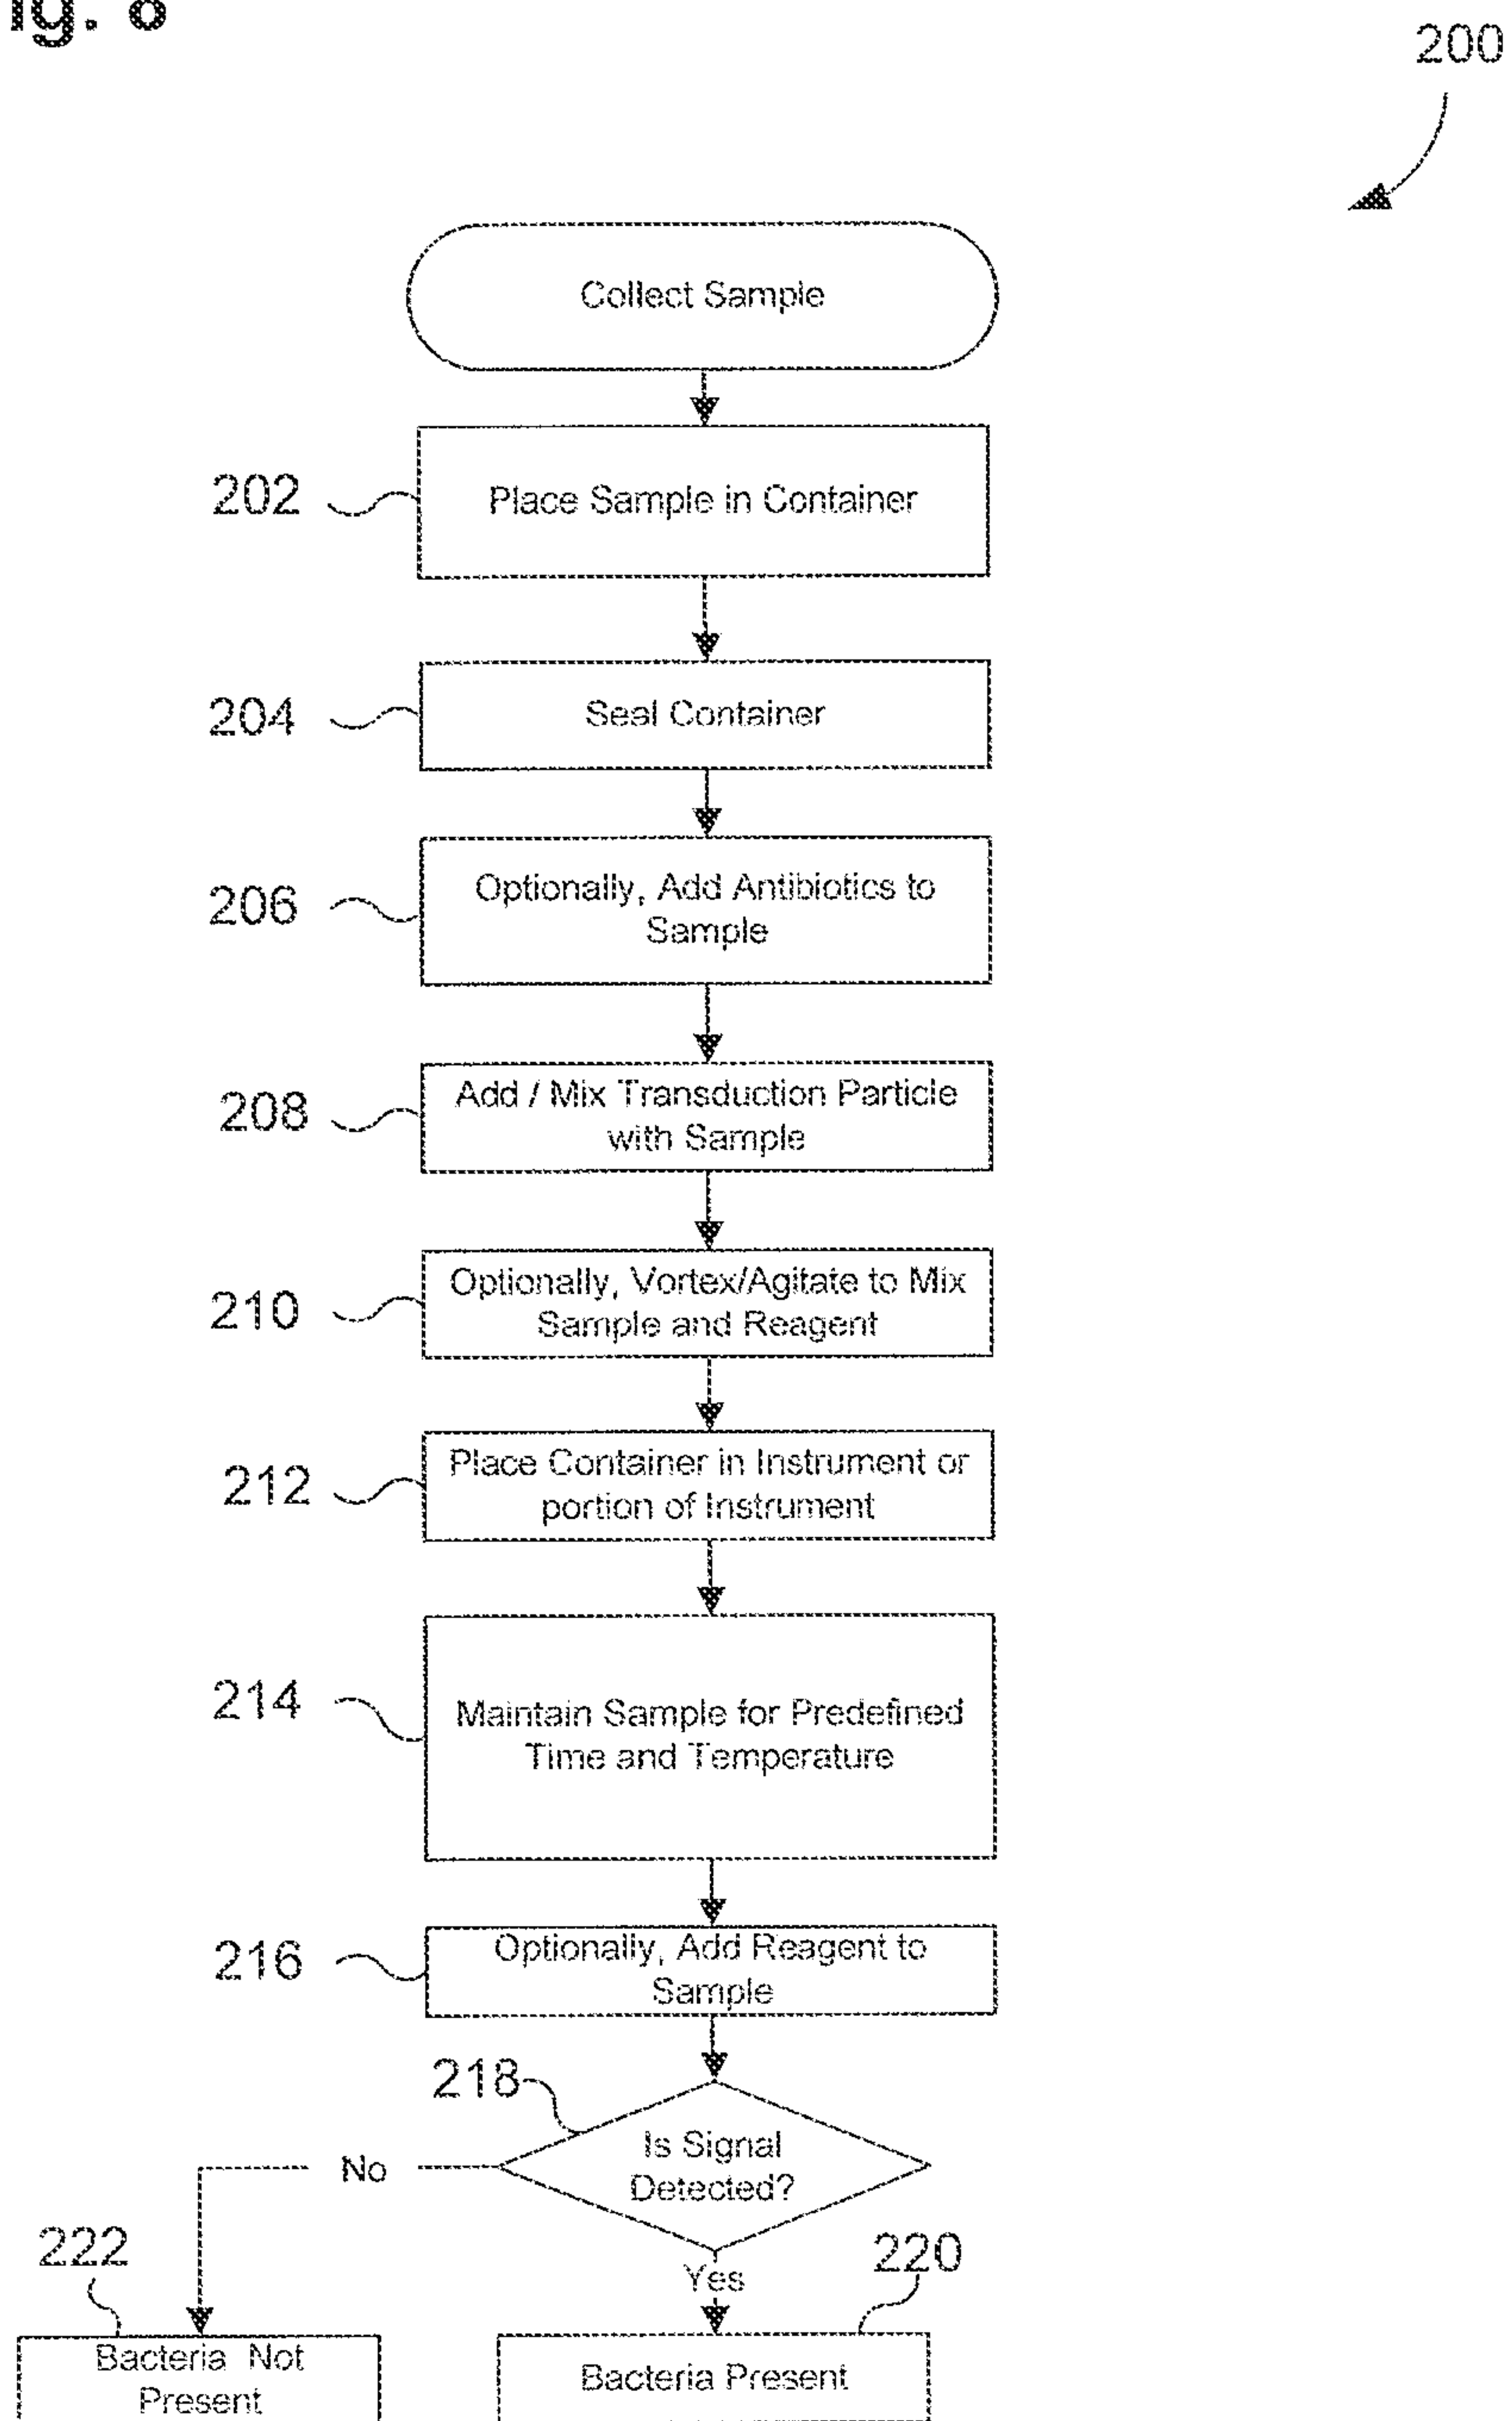 ig. 8
200
Collect Sample
202
Place Sample in Container
204
Seal Container
206
Optionally, Add Antibiotics to
Sample
208
Add / Mix Transduction Particle
with Sample
210
Optionally, Vortex/Agitate to Mix
Sample and Reagent
212
Place Container in Instrument or
portion of Instrument
214
Maintain Sample for Predefined
Time and Temperature
216
Optionally, Add Reagent to
Sample
218
Is Signal
Detected?
No
Yes
222
220
Bacteria Not
Present
Bacteria Present